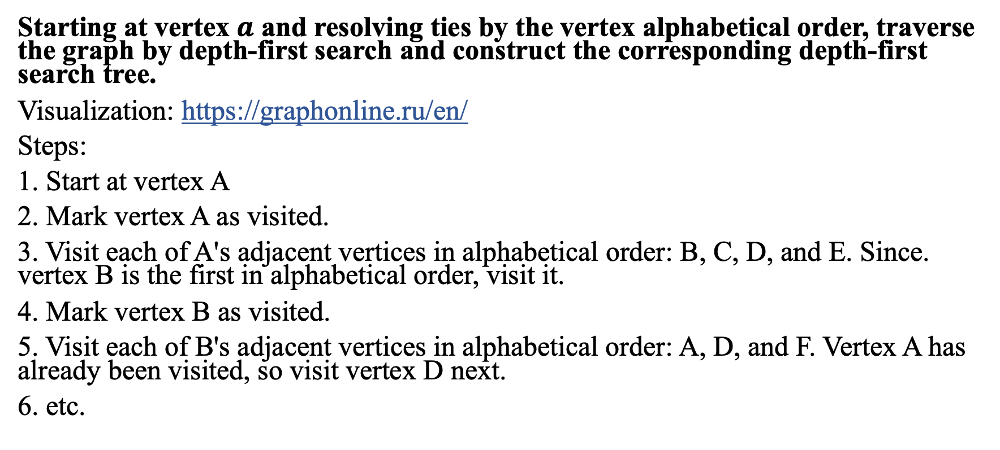 Starting at vertex a and resolving ties by the vertex alphabetical order, traverse
the graph by depth-first search and construct the corresponding depth-first
search tree.
Visualization: https://graphonline.ru/en/
Steps:
1. Start at vertex A
2. Mark vertex A as visited.
3. Visit each of A's adjacent vertices in alphabetical order: B, C, D, and E. Since.
vertex B is the first in alphabetical order, visit it.
4. Mark vertex B as visited.
5. Visit each of B's adjacent vertices in alphabetical order: A, D, and F. Vertex A has
already been visited, so visit vertex D next.
6. etc.